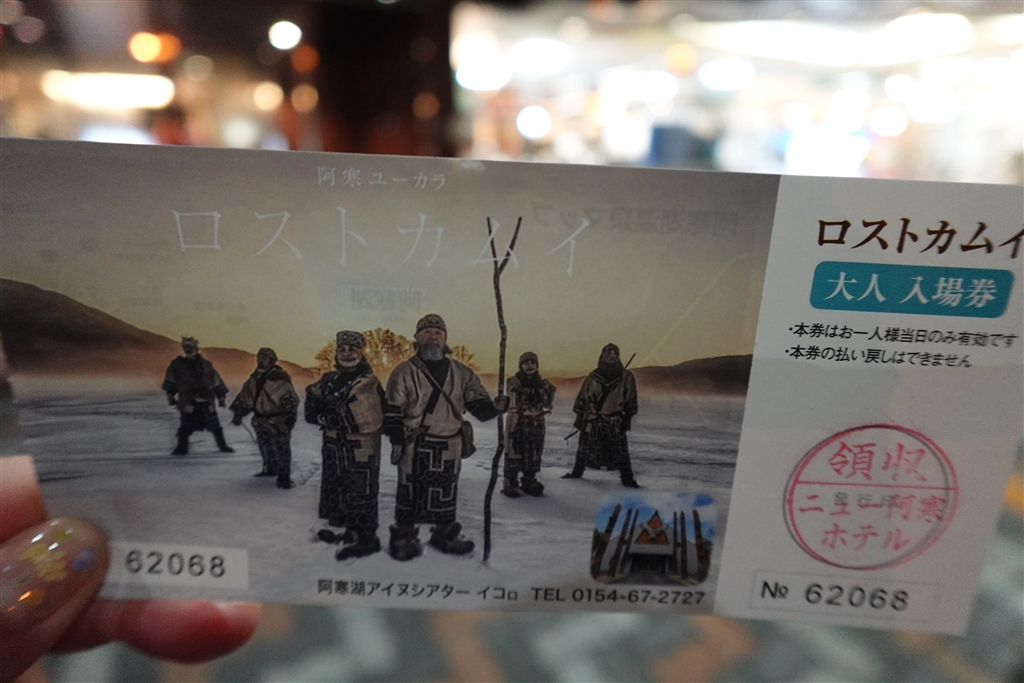 阿寒ユーカラ
ロストカムイ
62068
阿寒湖アイヌシアター イコㇿ TEL 0154-67-2727
ロストカムイ
大人 入場券
・本券はお一人様当日のみ有効です
・本券の払い戻しはできません
領収
ニュー阿寒
ホテル
№ 62068